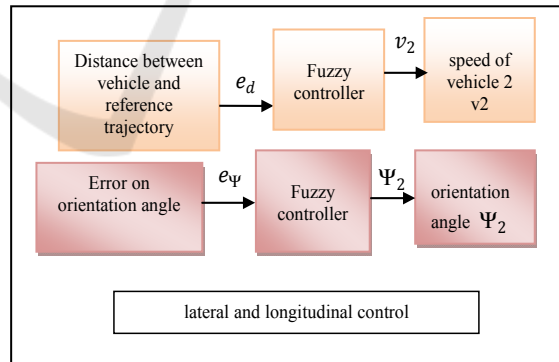 Distance between
vehicle and
reference
trajectory
e_d
Fuzzy
controller
v_2
speed of
vehicle 2
v2
Error on
orientation angle
e_Ψ
Fuzzy
controller
Ψ_2
orientation
angle Ψ_2
lateral and longitudinal control